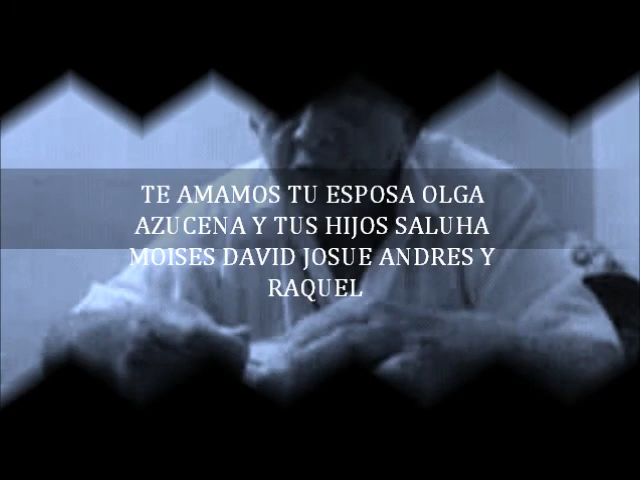 TE AMAMOS TU ESPOSA OLGA
AZUCENA Y TUS HIJOS SALUHA
MOISES DAVID JOSUE ANDRES Y
RAQUEL